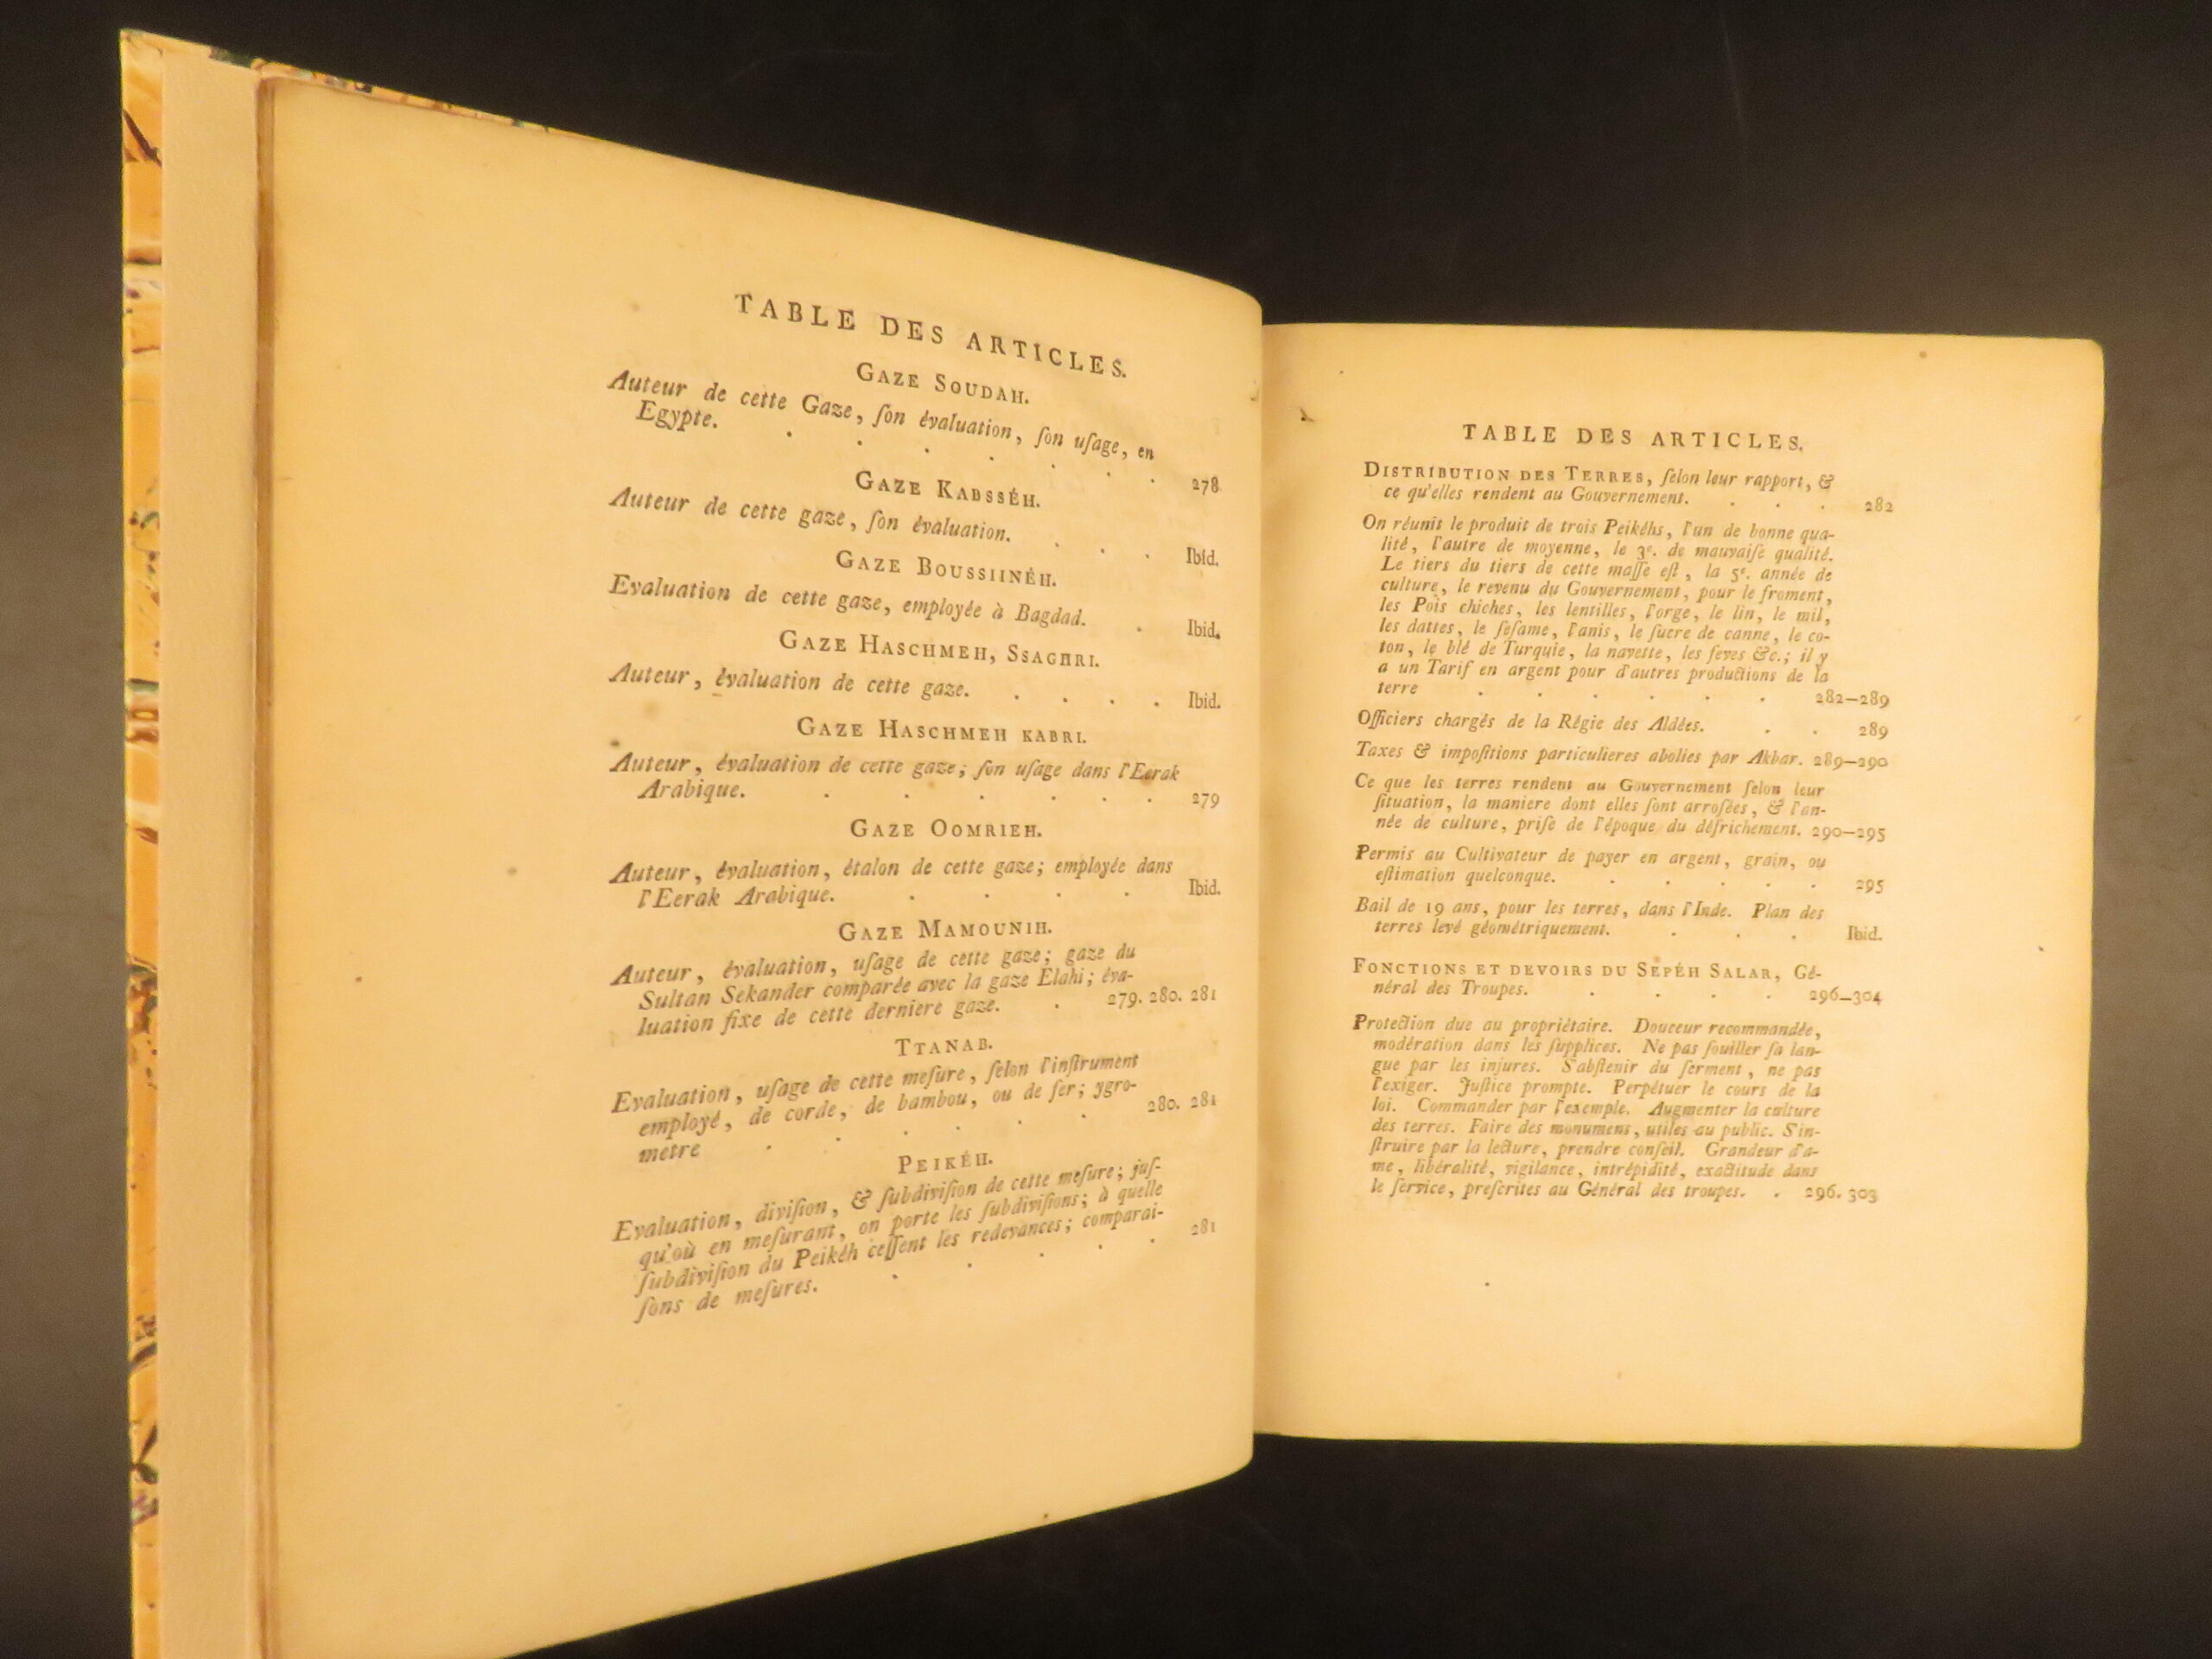 TABLE DES ARTICLES.
GAZE SOUDAH.
Auteur de cette Gaze, ſon évaluation, ſon uſage, en
Egypte. . . . . . . . 278
GAZE KABSSÉH.
Auteur de cette gaze, ſon évaluation. . . . Ibid.
GAZE BOUSSIINÉH.
Evaluation de cette gaze, employée à Bagdad. . Ibid.
GAZE HASCHMEH, SSAGHRI.
Auteur, évaluation de cette gaze. . . . . Ibid.
GAZE HASCHMEH KABRI.
Auteur, évaluation de cette gaze; ſon uſage dans l'Eerak
Arabique. . . . . . . 279
GAZE OOMRIEH.
Auteur, évaluation, étalon de cette gaze; employée dans
l'Eerak Arabique. . . . . Ibid.
GAZE MAMOUNIH.
Auteur, évaluation, uſage de cette gaze; gaze du
Sultan Sekander comparée avec la gaze Elahi; éva-
luation fixe de cette derniere gaze. . 279. 280. 281
TTANAB.
Evaluation, uſage de cette meſure, ſelon l'inſtrument
employé, de corde, de bambou, ou de fer; ygro-
metre . . . . . . 280. 281
PEIKÉH.
Evaluation, diviſion, & ſubdiviſion de cette meſure; juſ-
qu'où en meſurant, on porte les ſubdiviſions; à quelle
ſubdiviſion du Peikéh ceſſent les redevances; comparai-
ſons de meſures. . . . . . 281
TABLE DES ARTICLES.
DISTRIBUTION DES TERRES, ſelon leur rapport, &
ce qu'elles rendent au Gouvernement. . . . 282
On réunit le produit de trois Peikéhs, l'un de bonne qua-
lité, l'autre de moyenne, le 3e. de mauvaiſe qualité.
Le tiers du tiers de cette maſſe eſt, la 5e. année de
culture, le revenu du Gouvernement, pour le froment,
les Pois chiches, les lentilles, l'orge, le lin, le mil,
les dattes, le ſeſame, l'anis, le ſucre de canne, le co-
ton, le blé de Turquie, la navette, les feves &c.; il y
a un Tarif en argent pour d'autres productions de la
terre . . . . . . 282—289
Officiers chargés de la Régie des Aldées. . . 289
Taxes & impoſitions particulieres abolies par Akbar. 289—290
Ce que les terres rendent au Gouvernement ſelon leur
ſituation, la maniere dont elles ſont arroſées, & l'an-
née de culture, priſe de l'époque du défrichement. 290—295
Permis au Cultivateur de payer en argent, grain, ou
eſtimation quelconque. . . . . . 295
Bail de 19 ans, pour les terres, dans l'Inde. Plan des
terres levé géométriquement. . . . Ibid.
FONCTIONS ET DEVOIRS DU SEPÉH SALAR, Gé-
néral des Troupes. . . . . 296—304
Protection due au propriétaire. Douceur recommandée,
modération dans les ſupplices. Ne pas ſouiller ſa lan-
gue par les injures. S'abſtenir du ſerment, ne pas
l'exiger. Juſtice prompte. Perpétuer le cours de la
loi. Commander par l'exemple. Augmenter la culture
des terres. Faire des monumens, utiles au public. S'in-
ſtruire par la lecture, prendre conſeil. Grandeur d'a-
me, libéralité, vigilance, intrépidité, exactitude dans
le ſervice, preſcrites au Général des troupes. . 296. 303